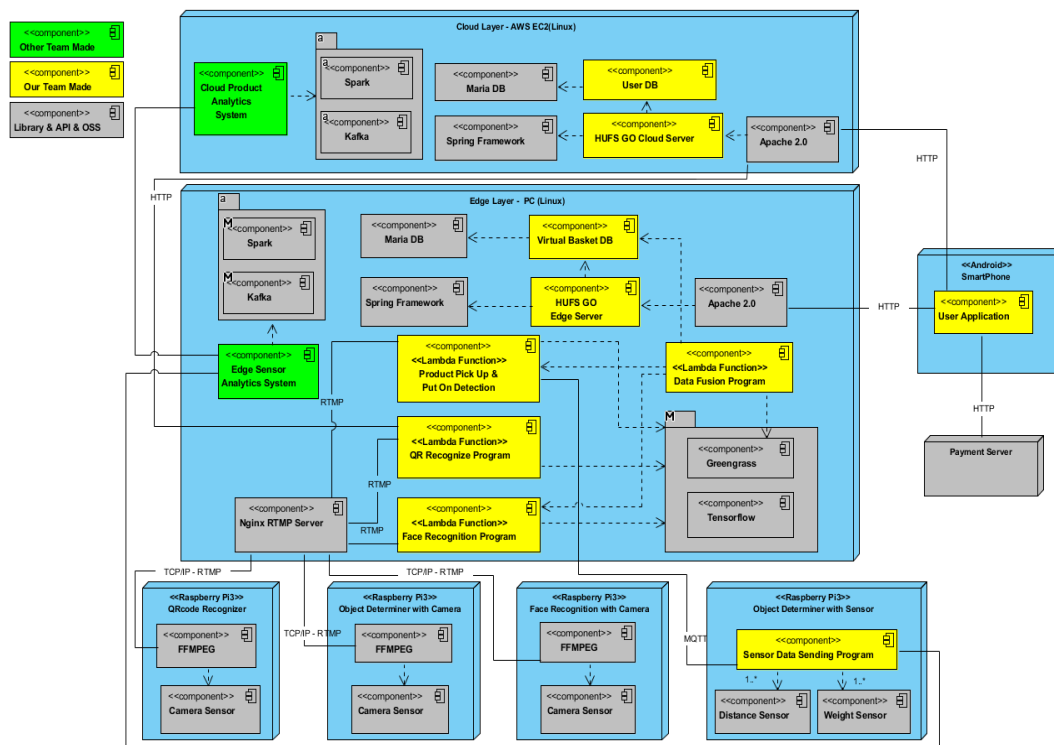 <<component>>
Other Team Made
<<component>>
Our Team Made
<<component>>
Library & API & OSS
Cloud Layer - AWS EC2(Linux)
<<component>>
Cloud Product
Analytics
System
a
a
<<component>>
Spark
a
<<component>>
Kafka
<<component>>
Maria DB
<<component>>
User DB
<<component>>
Spring Framework
<<component>>
HUFS GO Cloud Server
<<component>>
Apache 2.0
HTTP
HTTP
Edge Layer - PC (Linux)
a
M
<<component>>
Spark
M
<<component>>
Kafka
<<component>>
Maria DB
<<component>>
Virtual Basket DB
<<component>>
Spring Framework
<<component>>
HUFS GO
Edge Server
<<component>>
Apache 2.0
HTTP
<<Android>>
SmartPhone
<<component>>
User Application
<<component>>
Edge Sensor
Analytics System
<<component>>
<<Lambda Function>>
Product Pick Up &
Put On Detection
<<component>>
<<Lambda Function>>
Data Fusion Program
RTMP
HTTP
<<component>>
<<Lambda Function>>
QR Recognize Program
M
<<component>>
Greengrass
<<component>>
Tensorflow
Payment Server
RTMP
<<component>>
Nginx RTMP Server
RTMP
<<component>>
<<Lambda Function>>
Face Recognition Program
TCP/IP - RTMP
TCP/IP - RTMP
<<Raspberry Pi3>>
QRcode Recognizer
<<component>>
FFMPEG
<<component>>
Camera Sensor
<<Raspberry Pi3>>
Object Determiner with Camera
TCP/IP - RTMP
<<component>>
FFMPEG
<<component>>
Camera Sensor
<<Raspberry Pi3>>
Face Recognition with Camera
<<component>>
FFMPEG
<<component>>
Camera Sensor
<<Raspberry Pi3>>
Object Determiner with Sensor
MQTT
<<component>>
Sensor Data Sending Program
1..*
1..*
<<component>>
Distance Sensor
<<component>>
Weight Sensor